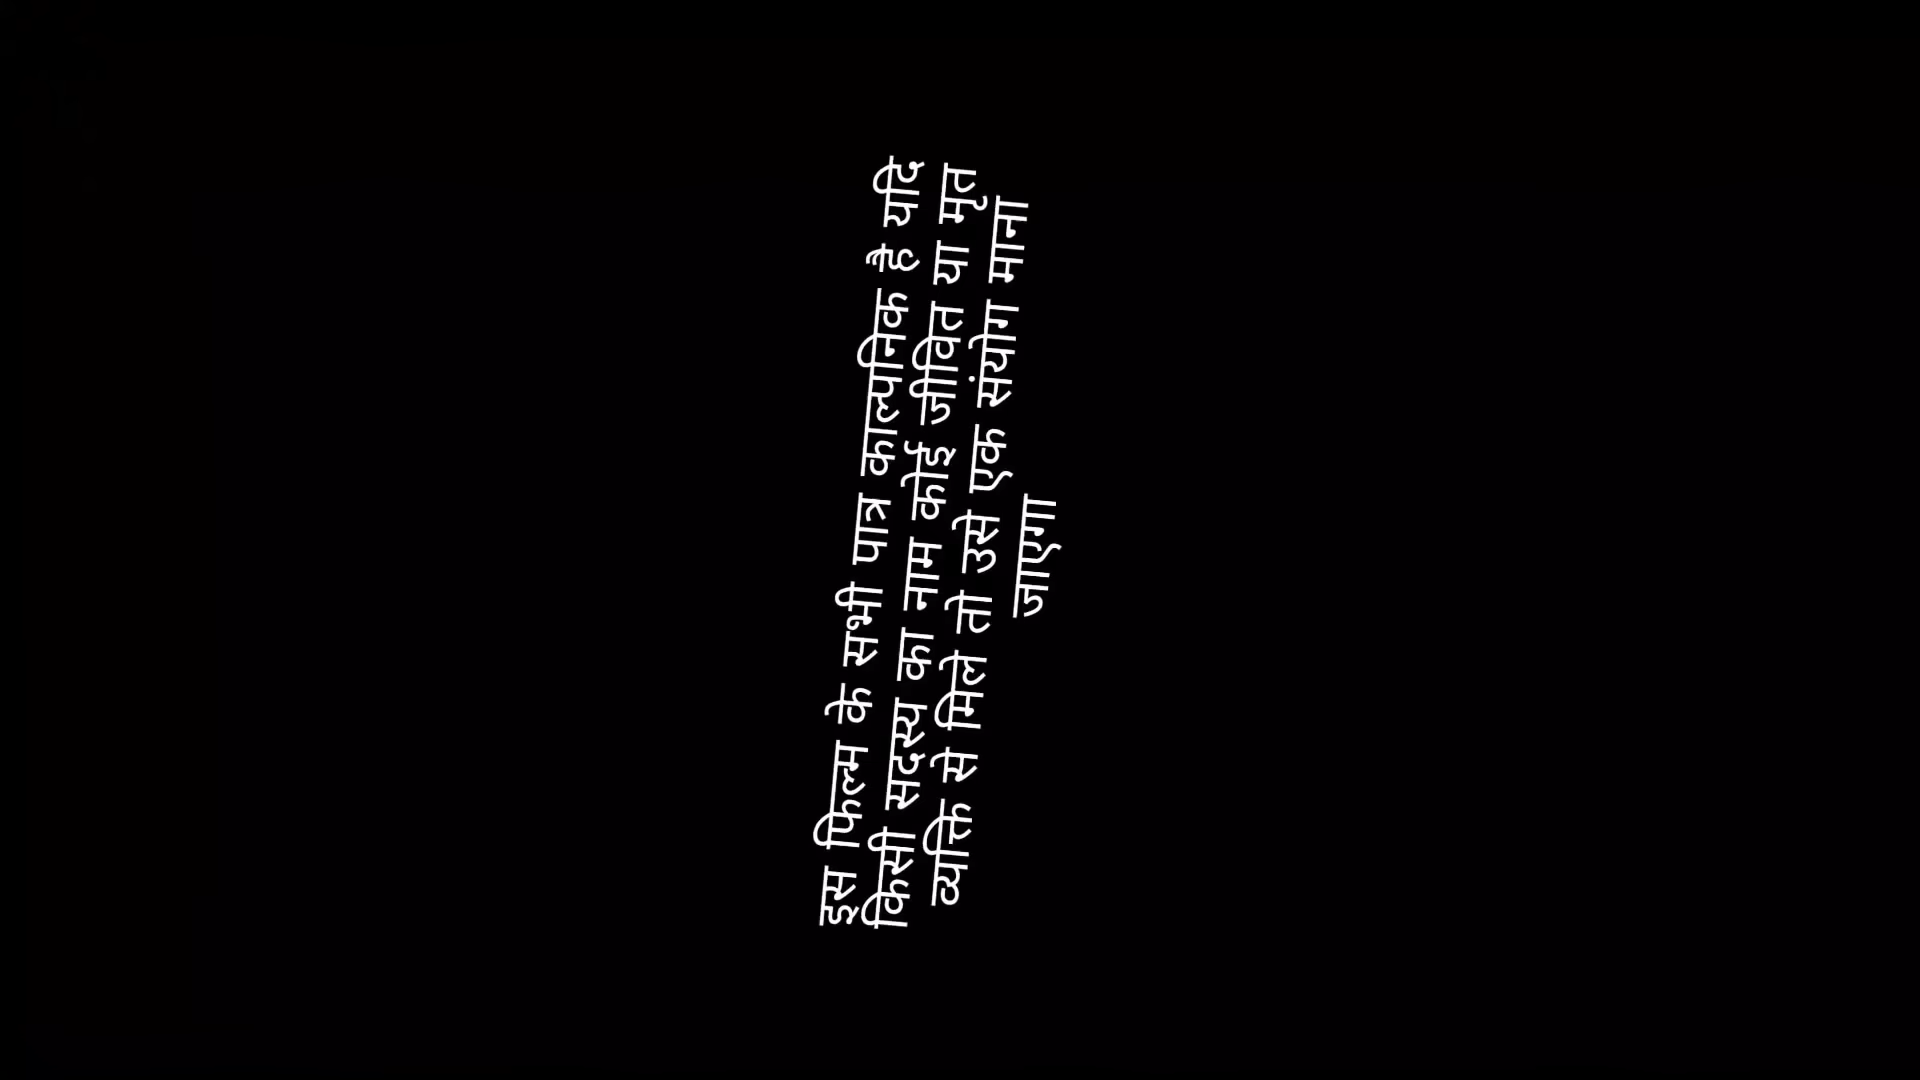 इस फिल्म के सभी पात्र काल्पनिक है यदि
किसी सदस्य का नाम कोई जीवित या मृत
व्यक्ति से मिले तो उसे एक संयोग माना
जाएगा